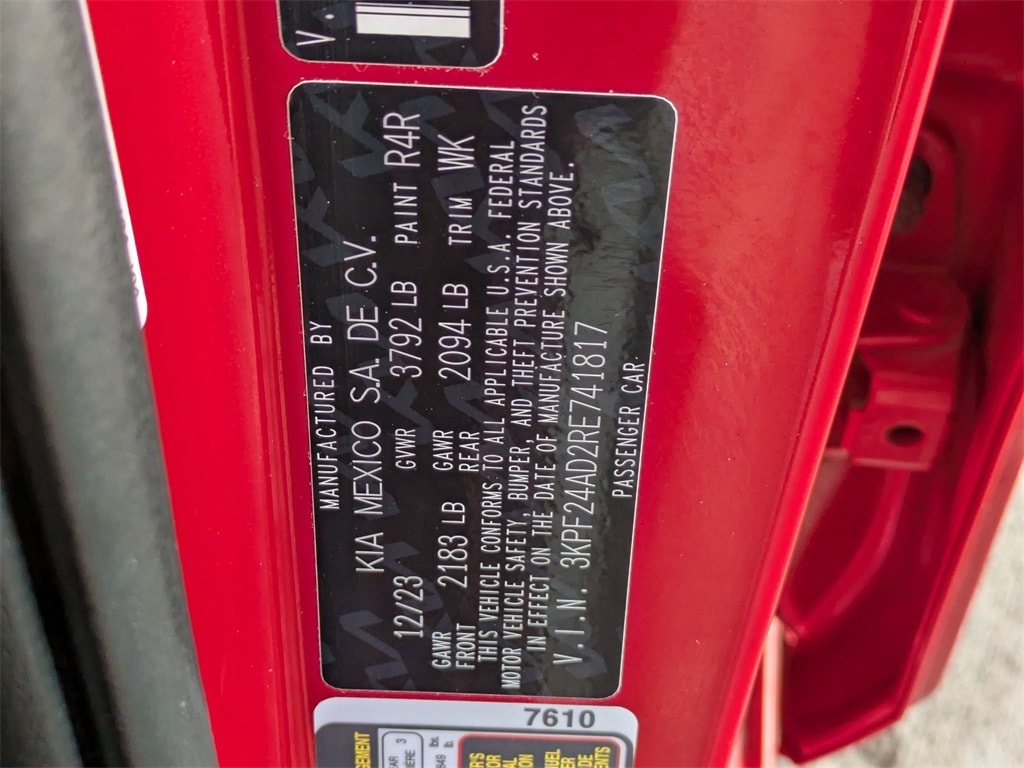 V.
MANUFACTURED BY
KIA MEXICO S.A. DE C.V.
12/23 GVWR 3792 LB PAINT R4R
GAWR FRONT 2183 LB GAWR REAR 2094 LB TRIM WK
THIS VEHICLE CONFORMS TO ALL APPLICABLE U.S.A. FEDERAL
MOTOR VEHICLE SAFETY, BUMPER, AND THEFT PREVENTION STANDARDS
IN EFFECT ON THE DATE OF MANUFACTURE SHOWN ABOVE.
V.I.N. 3KPF24AD2RE741817
PASSENGER CAR
7610